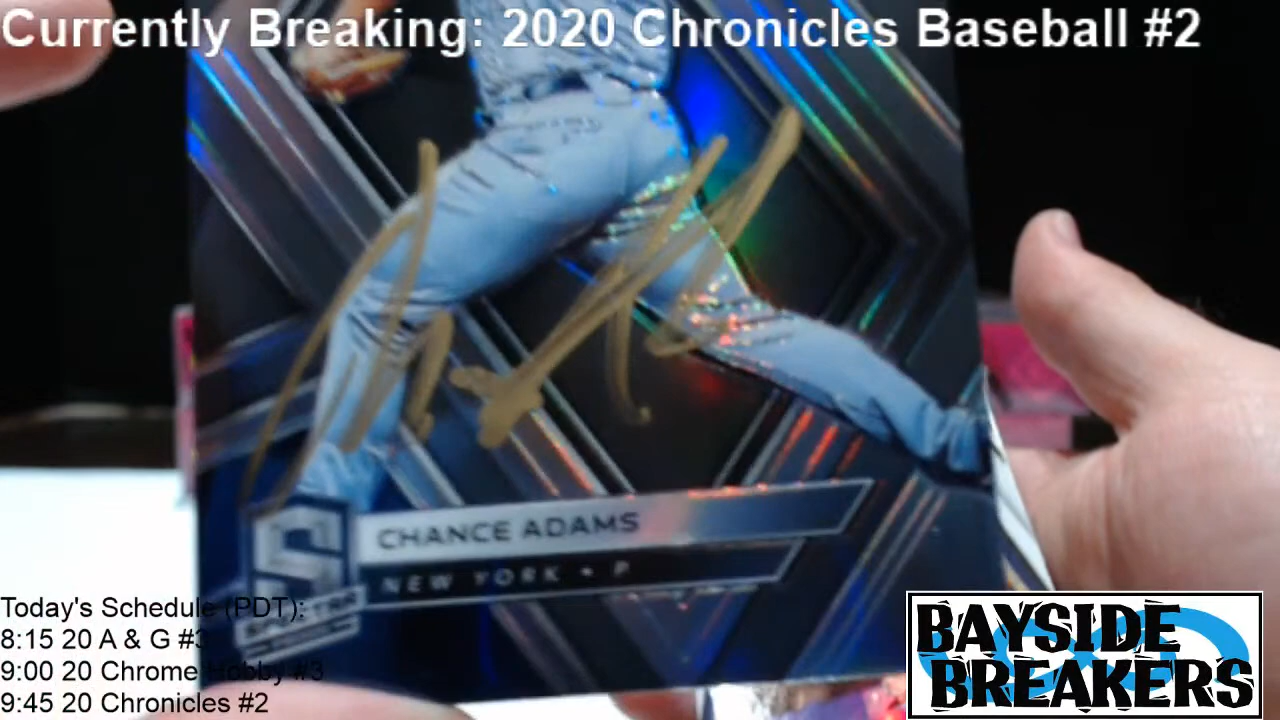 Currently Breaking: 2020 Chronicles Baseball #2
CHANCE ADAMS
NEW YORK - P
Today's Schedule (PDT):
8:15 20 A & G #3
9:00 20 Chrome Hobby #3
9:45 20 Chronicles #2
BAYSIDE
BREAKERS